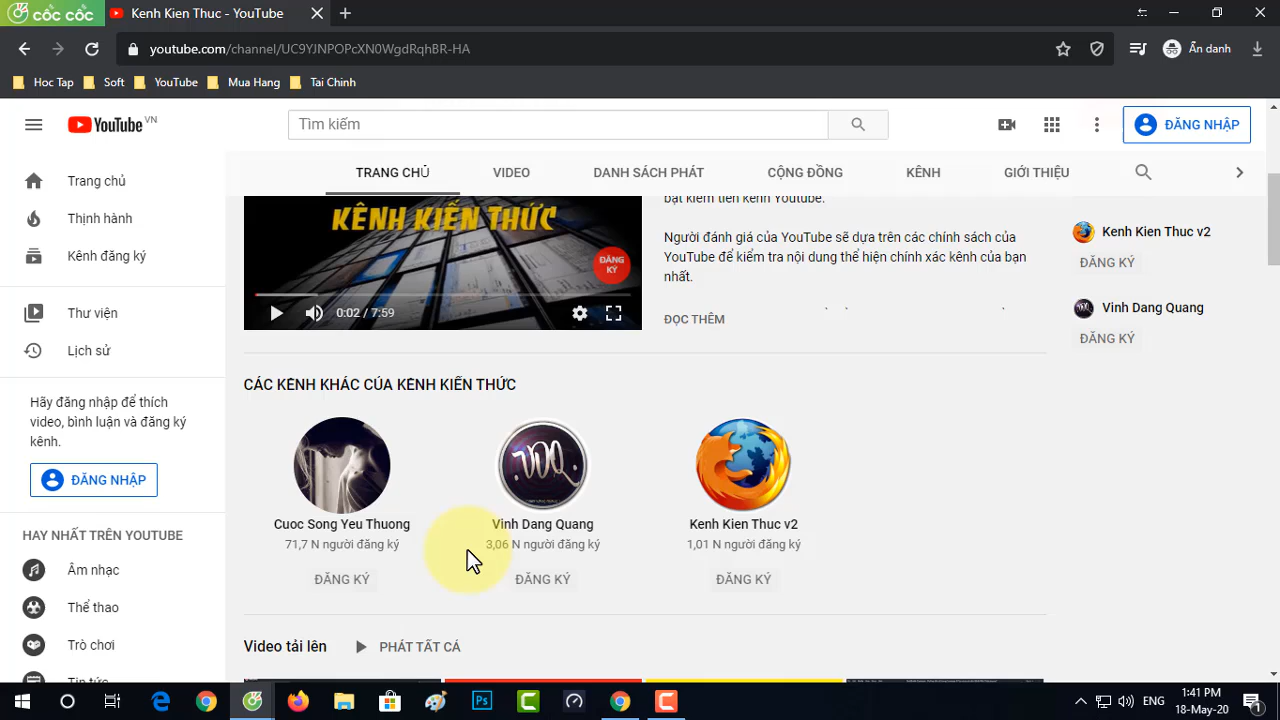 cốc cốc
Kenh Kien Thuc - YouTube
youtube.com/channel/UC9YJNPOPcXN0WgdRqhBR-HA
Ẩn danh
Hoc Tap
Soft
YouTube
Mua Hang
Tai Chinh
YouTube VN
Tìm kiếm
ĐĂNG NHẬP
TRANG CHỦ
VIDEO
DANH SÁCH PHÁT
CỘNG ĐỒNG
KÊNH
GIỚI THIỆU
Trang chủ
Thịnh hành
Kênh đăng ký
Thư viện
Lịch sử
Hãy đăng nhập để thích
video, bình luận và đăng ký
kênh.
ĐĂNG NHẬP
HAY NHẤT TRÊN YOUTUBE
Âm nhạc
Thể thao
Trò chơi
Tin tức
KÊNH KIẾN THỨC
ĐĂNG
KÝ
0:02 / 7:59
bật kiếm tiền kênh Youtube.
Người đánh giá của YouTube sẽ dựa trên các chính sách của
YouTube để kiểm tra nội dung thể hiện chính xác kênh của bạn
nhất.
ĐỌC THÊM
Kenh Kien Thuc v2
ĐĂNG KÝ
Vinh Dang Quang
ĐĂNG KÝ
CÁC KÊNH KHÁC CỦA KÊNH KIẾN THỨC
VDQ
Cuoc Song Yeu Thuong
71,7 N người đăng ký
ĐĂNG KÝ
Vinh Dang Quang
3,06 N người đăng ký
ĐĂNG KÝ
Kenh Kien Thuc v2
1,01 N người đăng ký
ĐĂNG KÝ
Video tải lên
PHÁT TẤT CẢ
Ps
ENG
1:41 PM
18-May-20
1